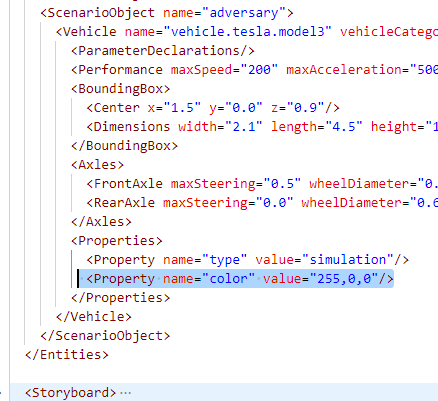 <ScenarioObject name="adversary">
<Vehicle name="vehicle.tesla.model3"
<ParameterDeclarations/>
<Performance maxSpeed="200" maxAcceleration="500
<BoundingBox>
<Center x="1.5" y="0.0" z="0.9"/>
<Dimensions width="2.1" length="4.5" height="1
</BoundingBox>
<Axles>
<FrontAxle maxSteering="0.5" wheelDiameter="0.
<RearAxle maxSteering="0.0" wheelDiameter="0.6
</Axles>
<Properties>
<Property name="type" value="simulation"/>
<Property name="color" value="255,0,0"/>
</Properties>
</Vehicle>
</ScenarioObject>
</Entities>
<Storyboard>…